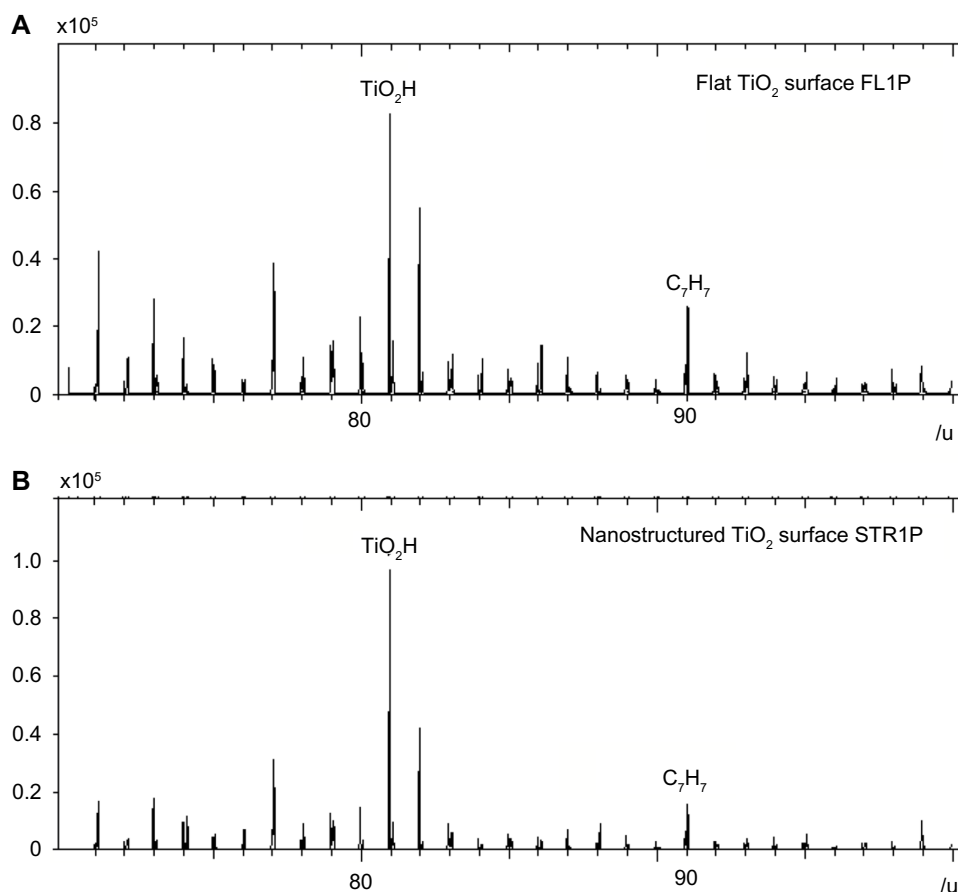 A
x10⁵
TiO₂H
Flat TiO₂ surface FL1P
0.8
0.6
0.4
C₇H₇
0.2
0
80
90
/u
B
x10⁵
TiO₂H
Nanostructured TiO₂ surface STR1P
1.0
0.8
0.6
0.4
C₇H₇
0.2
0
80
90
/u